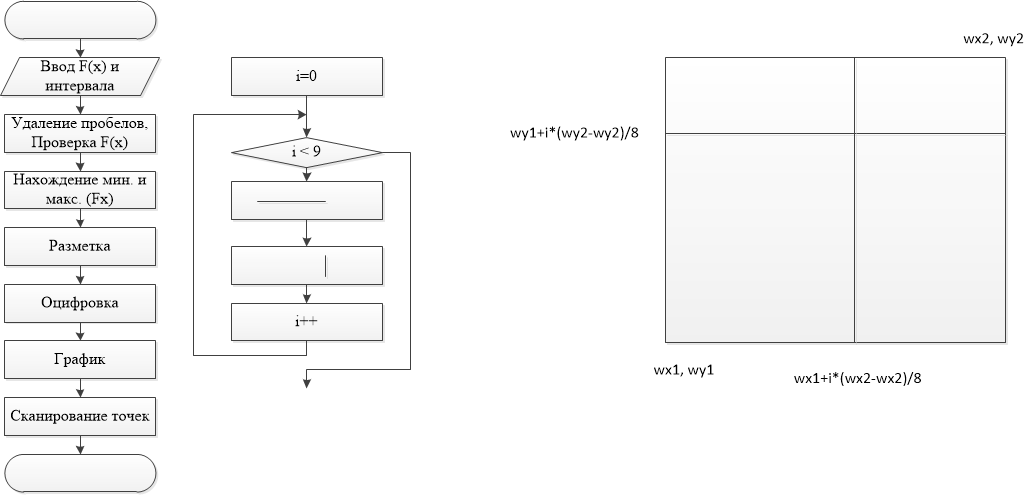 Ввод F(x) и
интервала
Удаление пробелов,
Проверка F(x)
Нахождение мин. и
макс. (Fx)
Разметка
Оцифровка
График
Сканирование точек
i=0
i < 9
i++
wx2, wy2
wy1+i*(wy2-wy2)/8
wx1, wy1
wx1+i*(wx2-wx2)/8